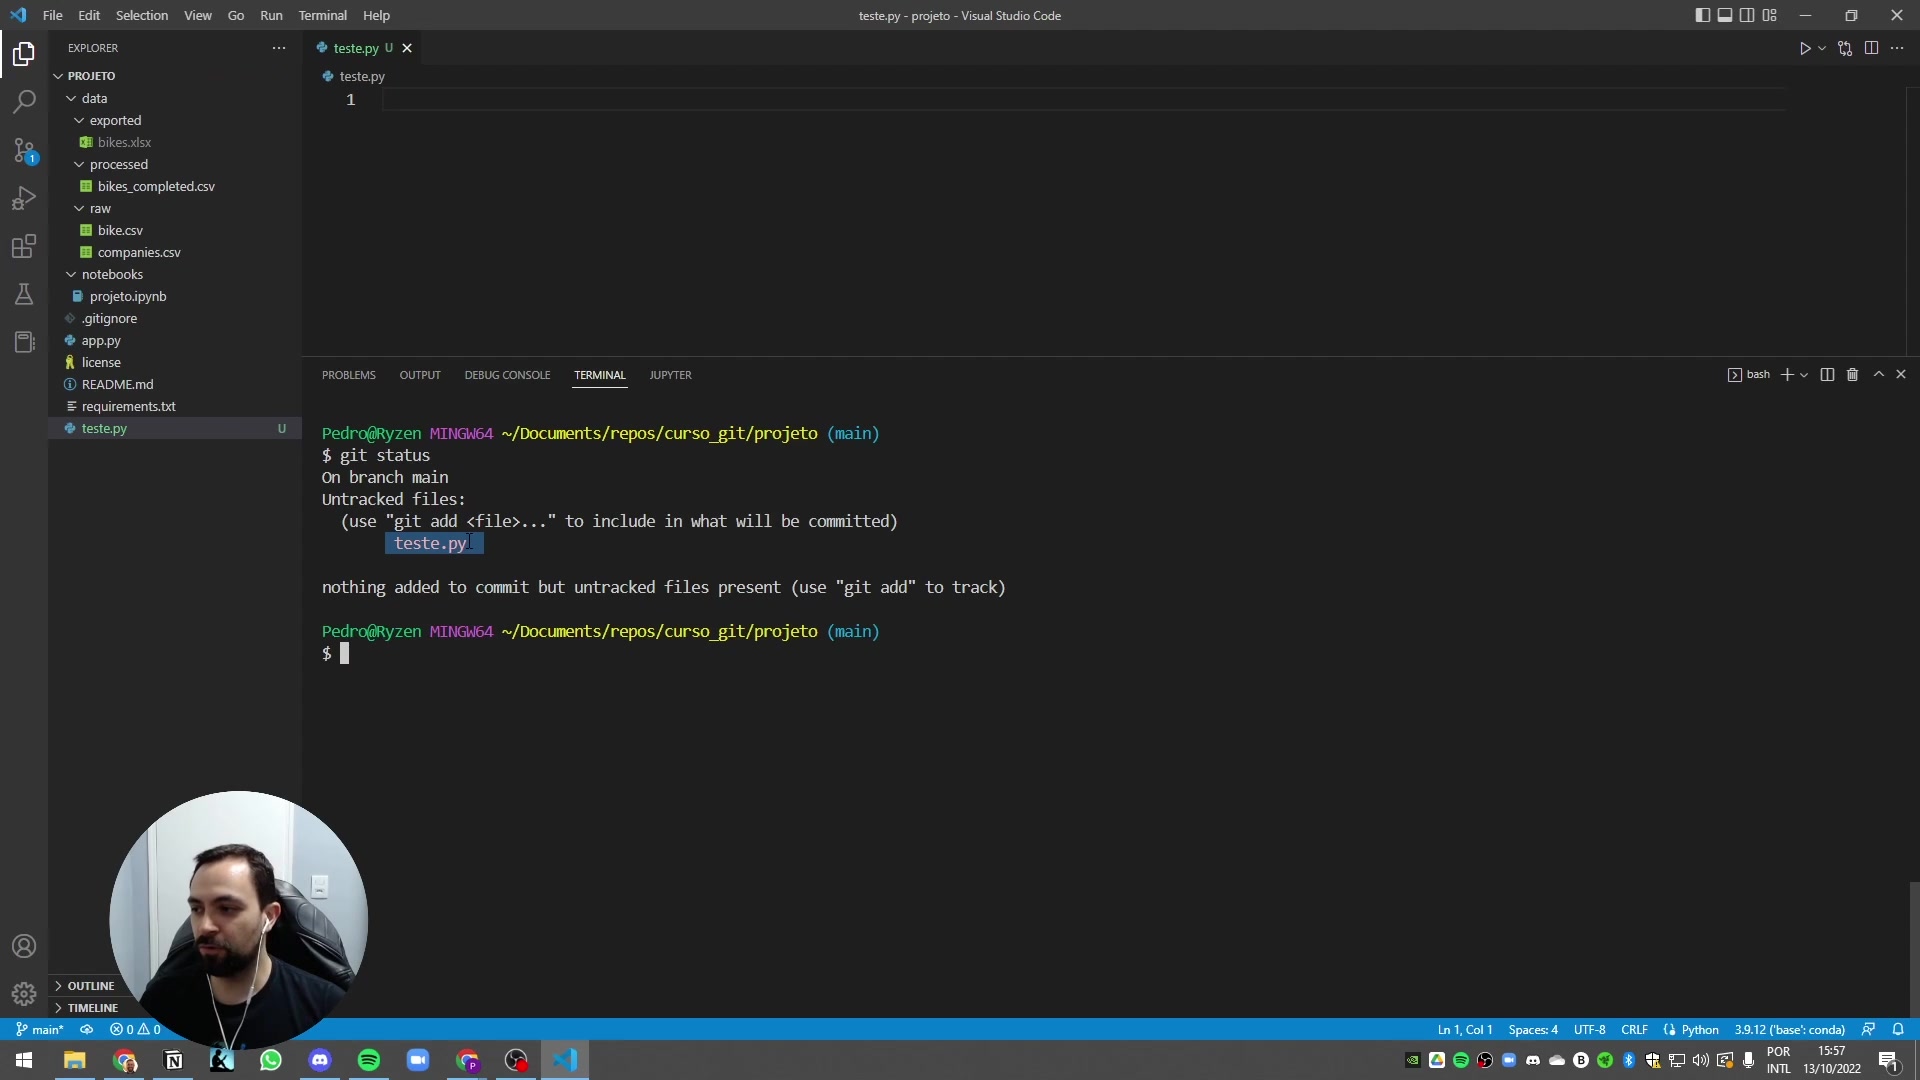 File Edit Selection View Go Run Terminal Help
teste.py - projeto - Visual Studio Code
EXPLORER
PROJETO
data
exported
bikes.xlsx
processed
bikes_completed.csv
raw
bike.csv
companies.csv
notebooks
projeto.ipynb
.gitignore
app.py
license
README.md
requirements.txt
teste.py U
OUTLINE
TIMELINE
1
teste.py U
teste.py
1
PROBLEMS OUTPUT DEBUG CONSOLE TERMINAL JUPYTER
bash
Pedro@Ryzen MINGW64 ~/Documents/repos/curso_git/projeto (main)
$ git status
On branch main
Untracked files:
(use "git add <file>..." to include in what will be committed)
teste.py
nothing added to commit but untracked files present (use "git add" to track)
Pedro@Ryzen MINGW64 ~/Documents/repos/curso_git/projeto (main)
$
main* 0 0
Ln 1, Col 1 Spaces: 4 UTF-8 CRLF Python 3.9.12 ('base': conda)
POR
INTL
15:57
13/10/2022
1